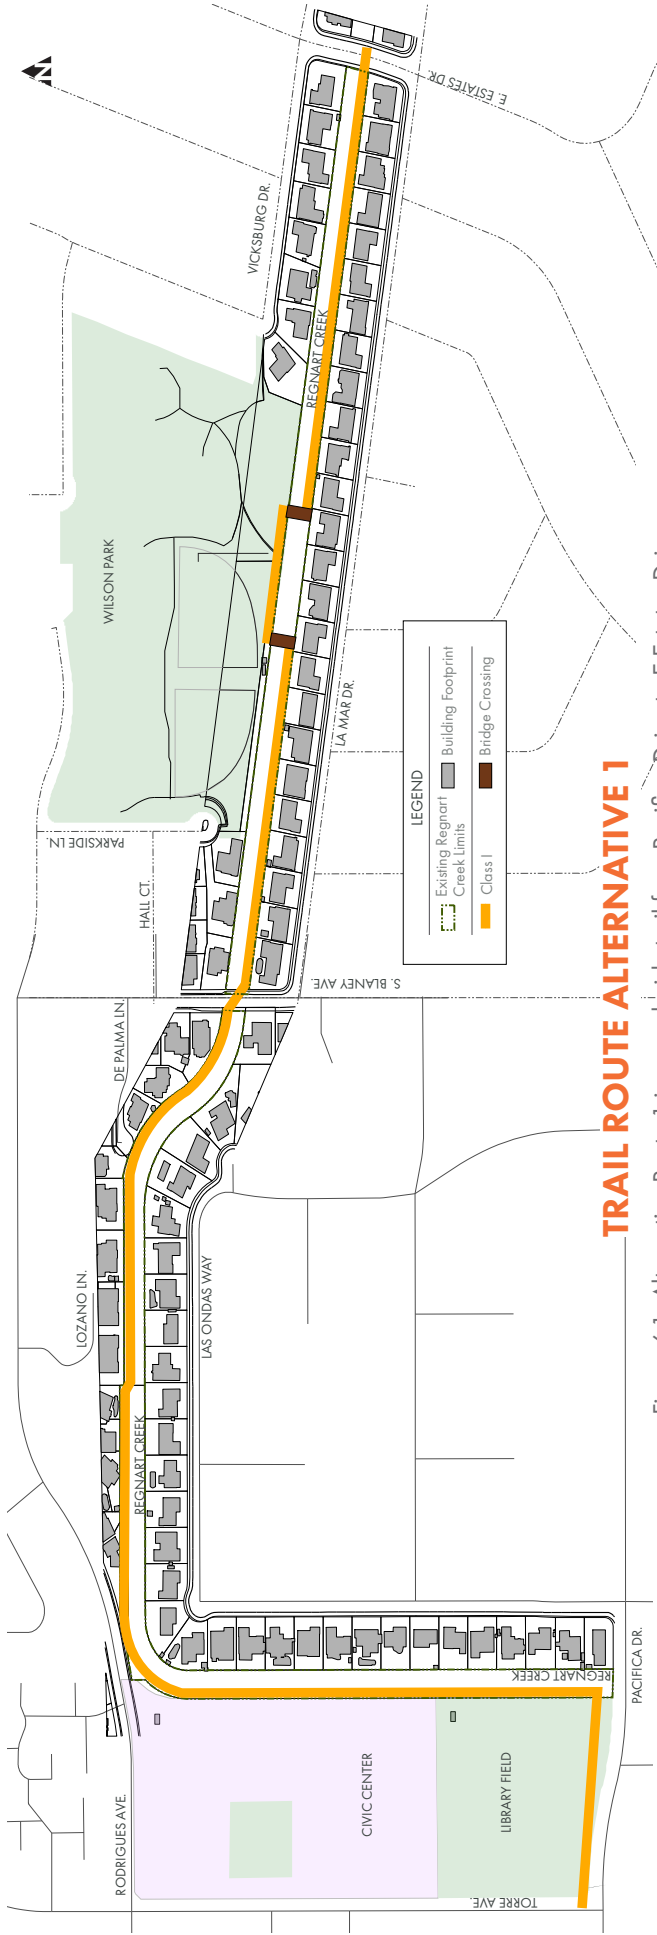 N
E. ESTATES DR.
VICKSBURG DR.
REGNART CREEK
WILSON PARK
LA MAR DR.
PARKSIDE LN.
HALL CT.
S. BLANEY AVE.
DE PALMA LN.
LOZANO LN.
LAS ONDAS WAY
REGNART CREEK
REGNART CREEK
PACIFICA DR.
RODRIGUES AVE.
CIVIC CENTER
LIBRARY FIELD
TORRE AVE.
LEGEND
Existing Regnart
Creek Limits
Building Footprint
Class I
Bridge Crossing
TRAIL ROUTE ALTERNATIVE 1